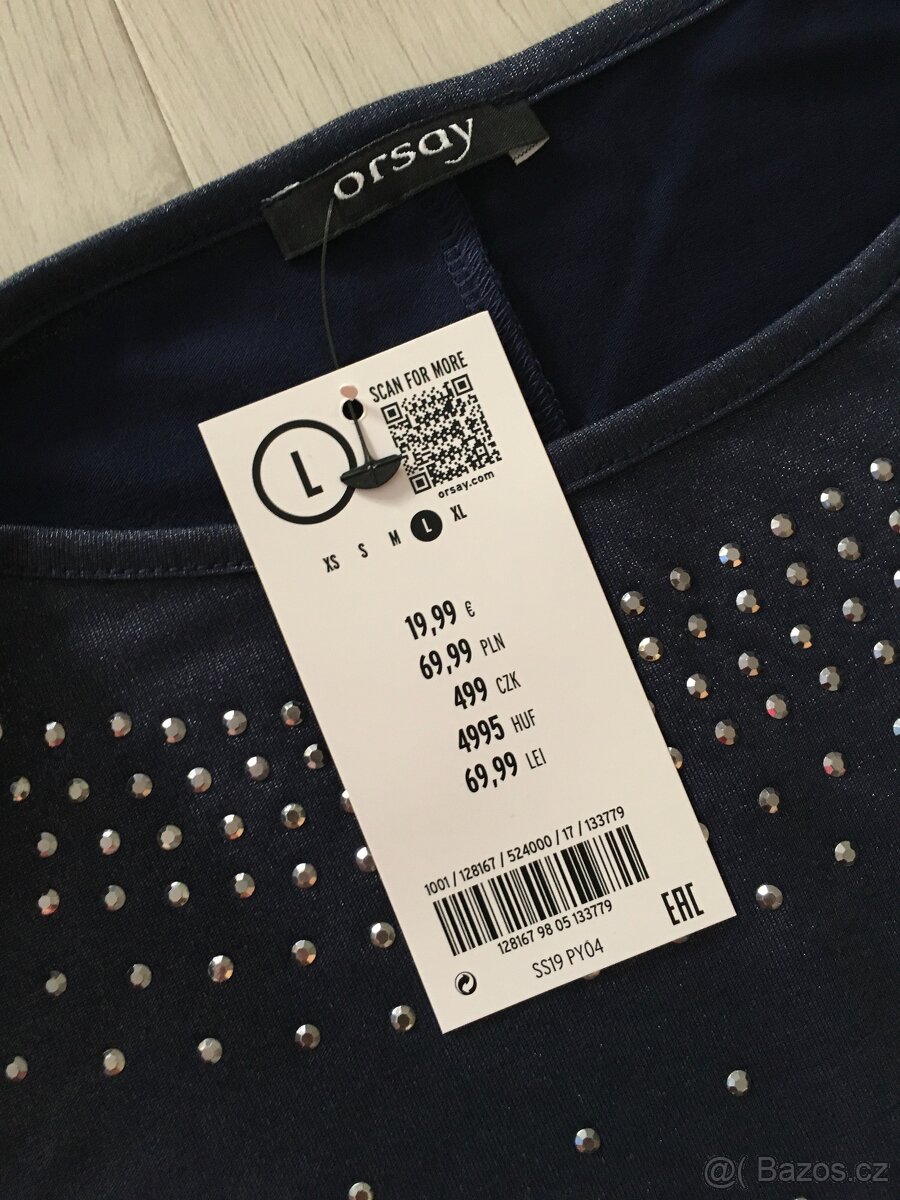 orsay
SCAN FOR MORE
L
orsay.com
XS S M L XL
19,99 €
69,99 PLN
499 CZK
4995 HUF
69,99 LEI
1001 / 128167 / 524000 / 17 / 133779
128167 98 05 133779
SS19 PY04
EAC
@( Bazos.cz